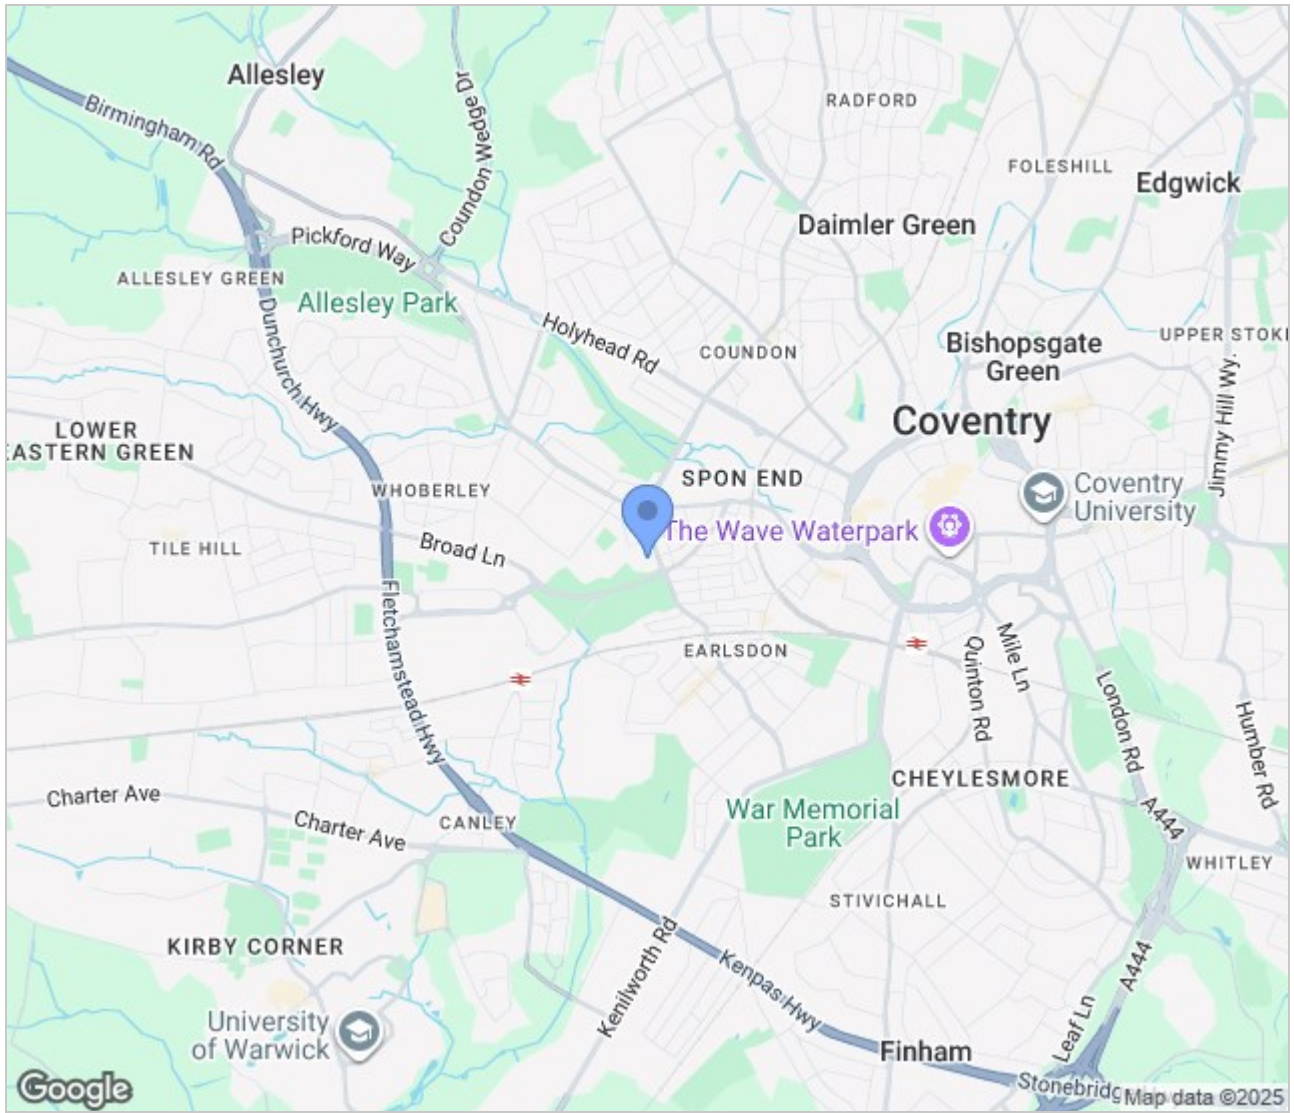 Allesley
RADFORD
Birmingham Rd
Coundon Wedge Dr
FOLESHILL
Edgwick
Daimler Green
Pickford Way
ALLESLEY GREEN
Allesley Park
Dunchurch Hwy
Holyhead Rd
COUNDON
Bishopsgate
Green
UPPER STOKE
Jimmy Hill Wy.
Coventry
LOWER
EASTERN GREEN
WHOBERLEY
SPON END
Coventry
University
The Wave Waterpark
TILE HILL
Broad Ln
Fletchamstead Hwy
EARLSDON
Quinton Rd
Mile Ln
London Rd
Humber Rd
CHEYLESMORE
Charter Ave
Charter Ave
CANLEY
War Memorial
Park
A444
WHITLEY
STIVICHALL
KIRBY CORNER
Kenilworth Rd
Kenpas Hwy
A444
University
of Warwick
Finham
Leaf Ln
Stonebridg
Google
Map data ©2025